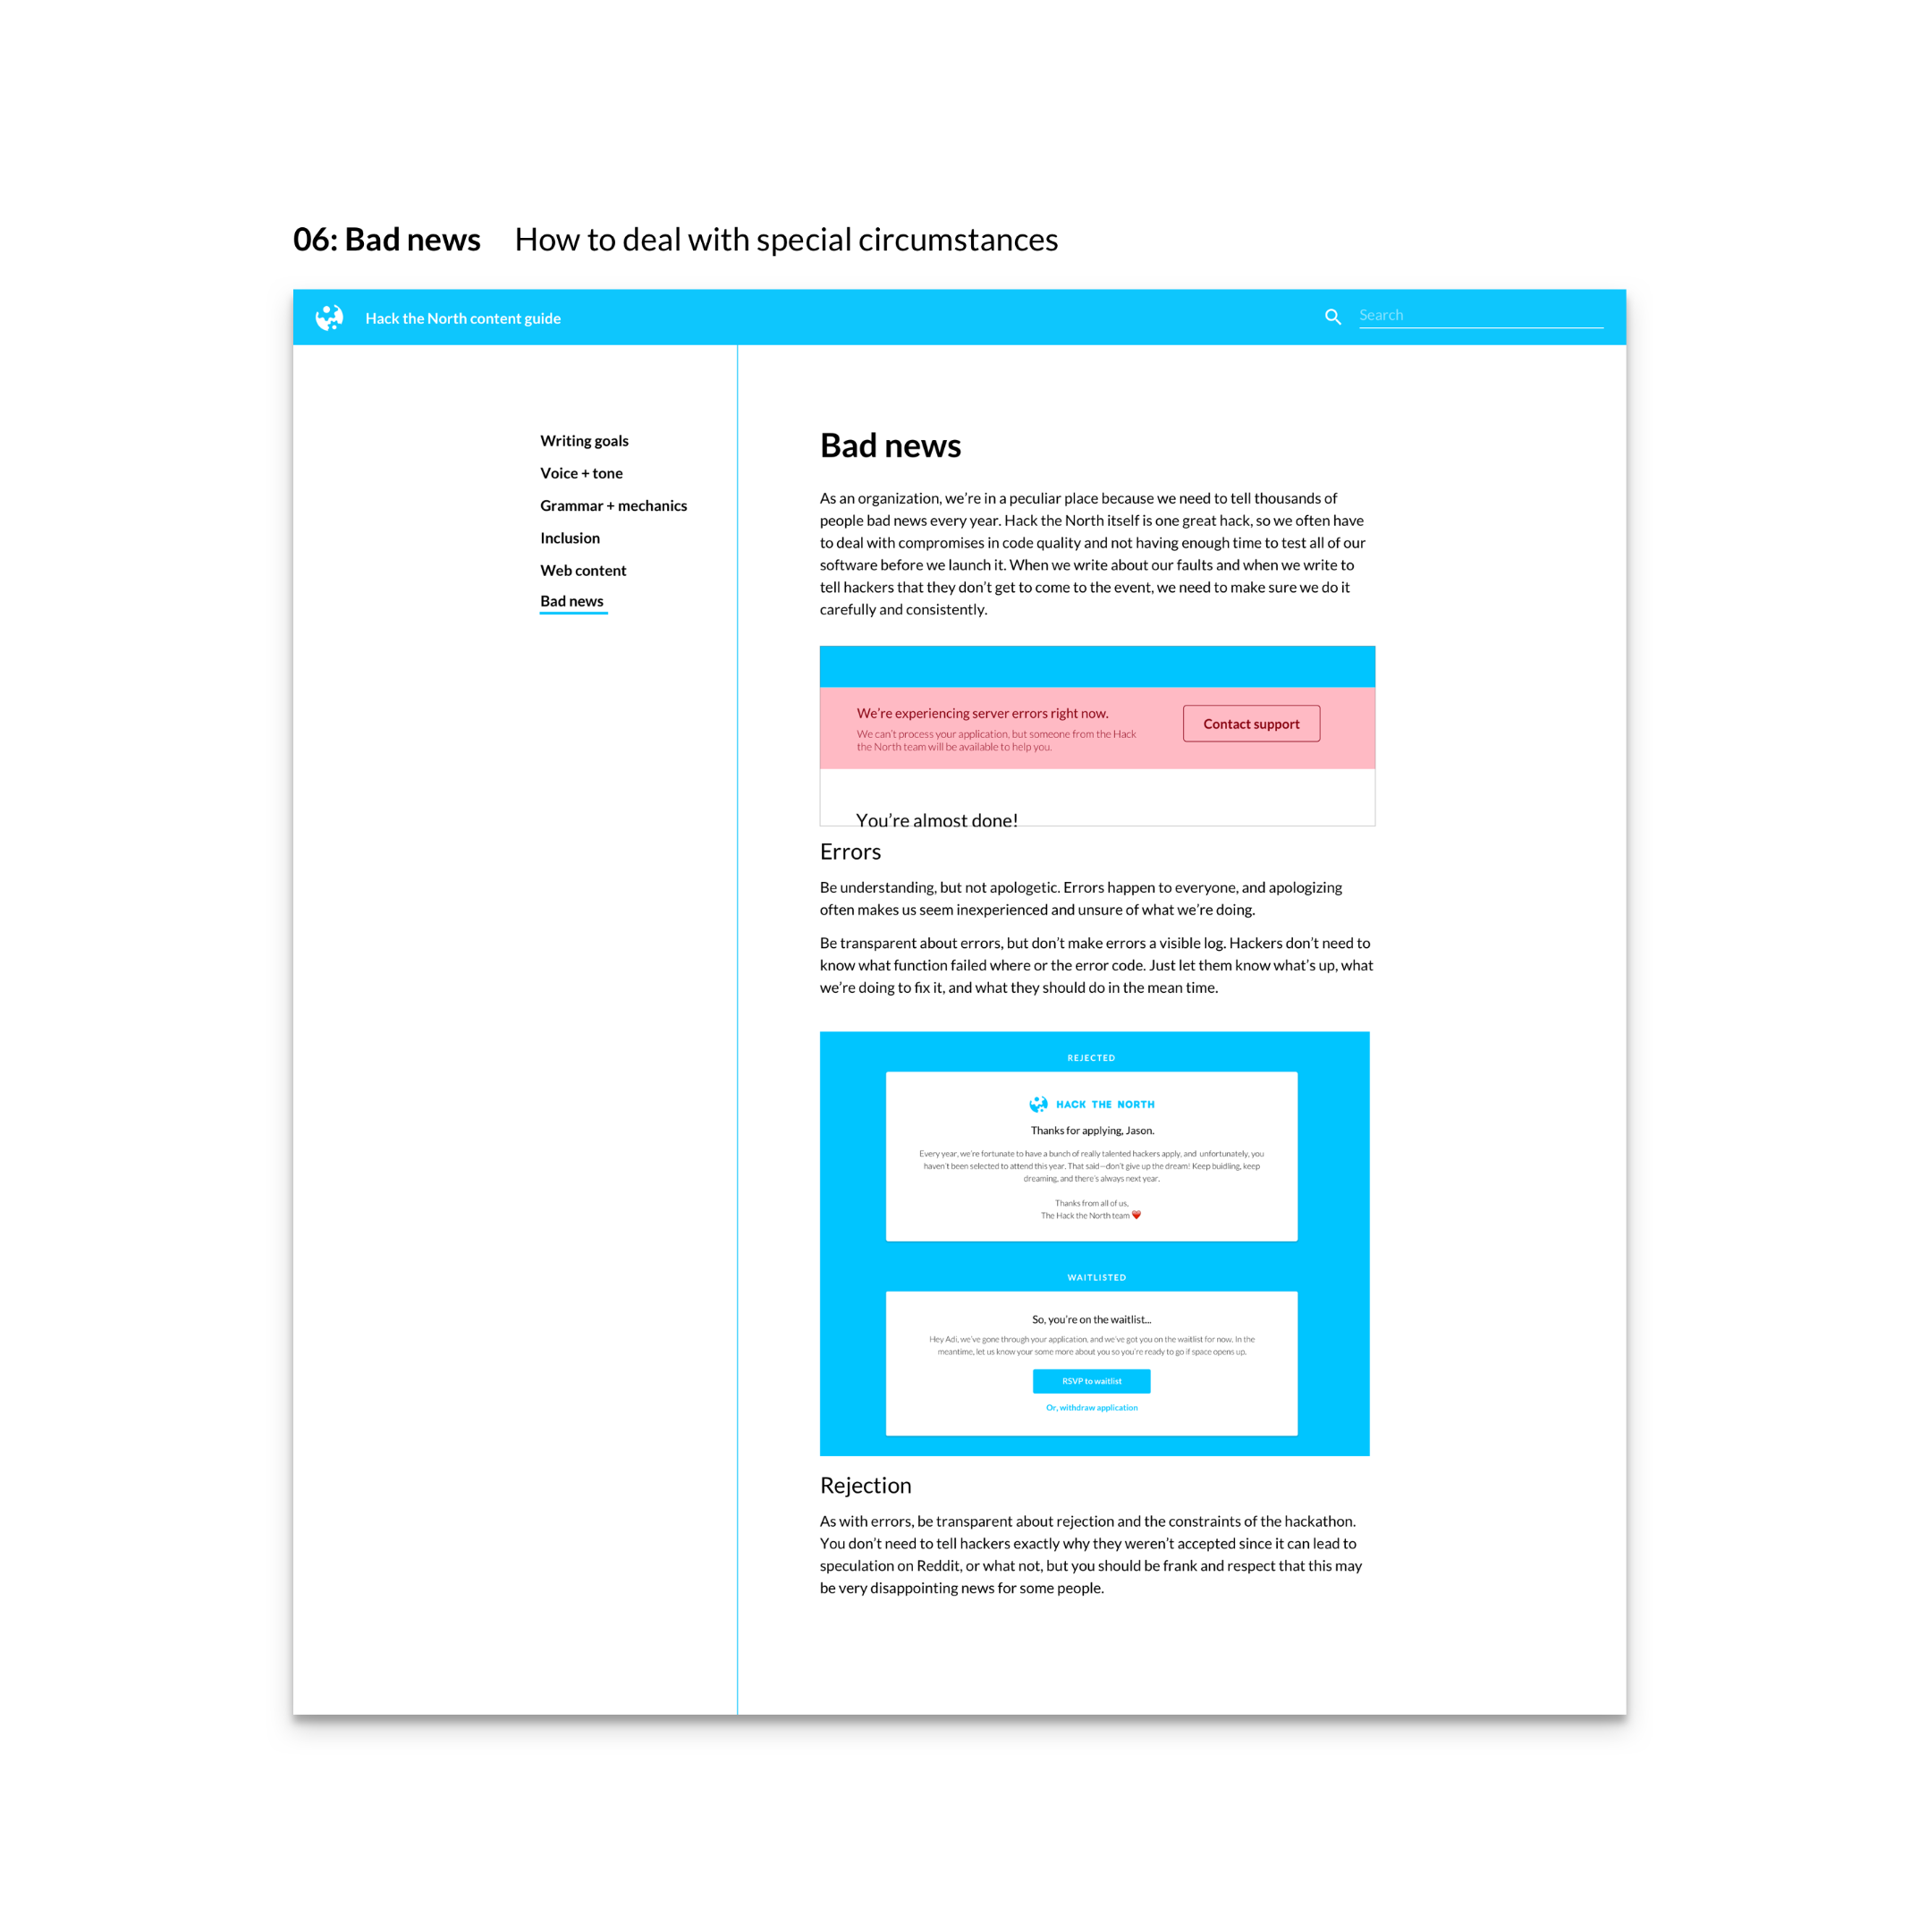 06: Bad news How to deal with special circumstances
Hack the North content guide
Search
Writing goals
Voice + tone
Grammar + mechanics
Inclusion
Web content
Bad news
Bad news
As an organization, we’re in a peculiar place because we need to tell thousands of
people bad news every year. Hack the North itself is one great hack, so we often have
to deal with compromises in code quality and not having enough time to test all of our
software before we launch it. When we write about our faults and when we write to
tell hackers that they don’t get to come to the event, we need to make sure we do it
carefully and consistently.
We’re experiencing server errors right now.
We can’t process your application, but someone from the Hack
the North team will be available to help you.
Contact support
You’re almost done!
Errors
Be understanding, but not apologetic. Errors happen to everyone, and apologizing
often makes us seem inexperienced and unsure of what we’re doing.
Be transparent about errors, but don’t make errors a visible log. Hackers don’t need to
know what function failed where or the error code. Just let them know what’s up, what
we’re doing to fix it, and what they should do in the mean time.
REJECTED
HACK THE NORTH
Thanks for applying, Jason.
Every year, we’re fortunate to have a bunch of really talented hackers apply, and unfortunately, you
haven’t been selected to attend this year. That said—don’t give up the dream! Keep buidling, keep
dreaming, and there’s always next year.
Thanks from all of us,
The Hack the North team ❤️
WAITLISTED
So, you’re on the waitlist...
Hey Adi, we’ve gone through your application, and we’ve got you on the waitlist for now. In the
meantime, let us know your some more about you so you’re ready to go if space opens up.
RSVP to waitlist
Or, withdraw application
Rejection
As with errors, be transparent about rejection and the constraints of the hackathon.
You don’t need to tell hackers exactly why they weren’t accepted since it can lead to
speculation on Reddit, or what not, but you should be frank and respect that this may
be very disappointing news for some people.